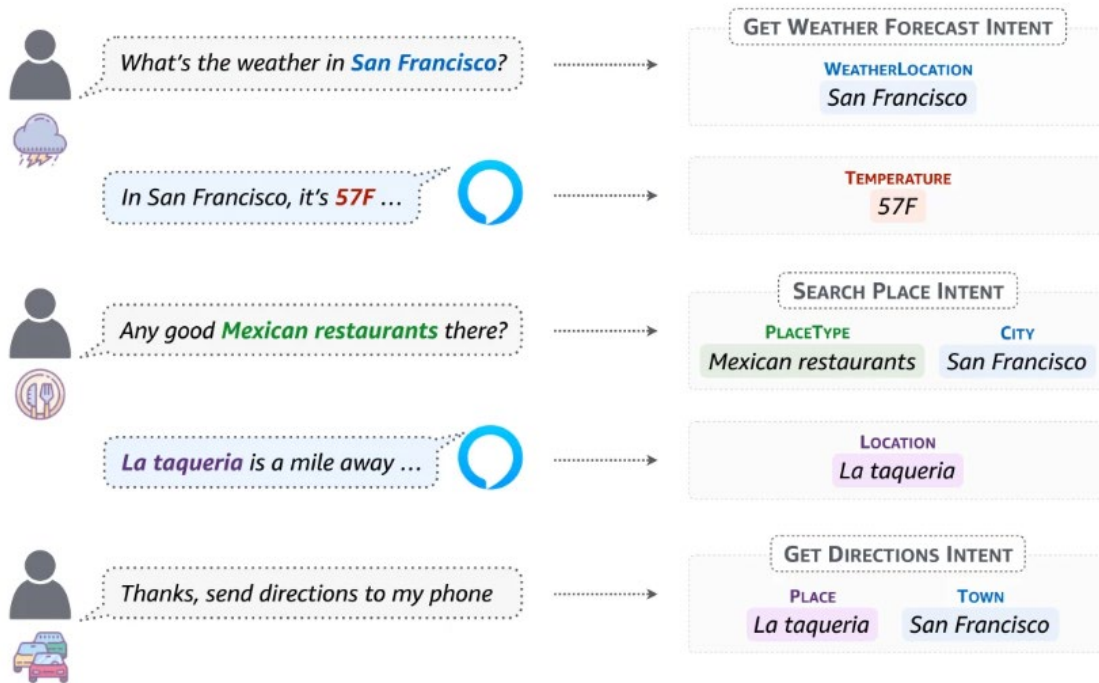 GET WEATHER FORECAST INTENT
What's the weather in San Francisco?
WEATHERLOCATION
San Francisco
In San Francisco, it's 57F ...
TEMPERATURE
57F
SEARCH PLACE INTENT
Any good Mexican restaurants there?
PLACETYPE CITY
Mexican restaurants San Francisco
La taqueria is a mile away ...
LOCATION
La taqueria
GET DIRECTIONS INTENT
Thanks, send directions to my phone
PLACE TOWN
La taqueria San Francisco